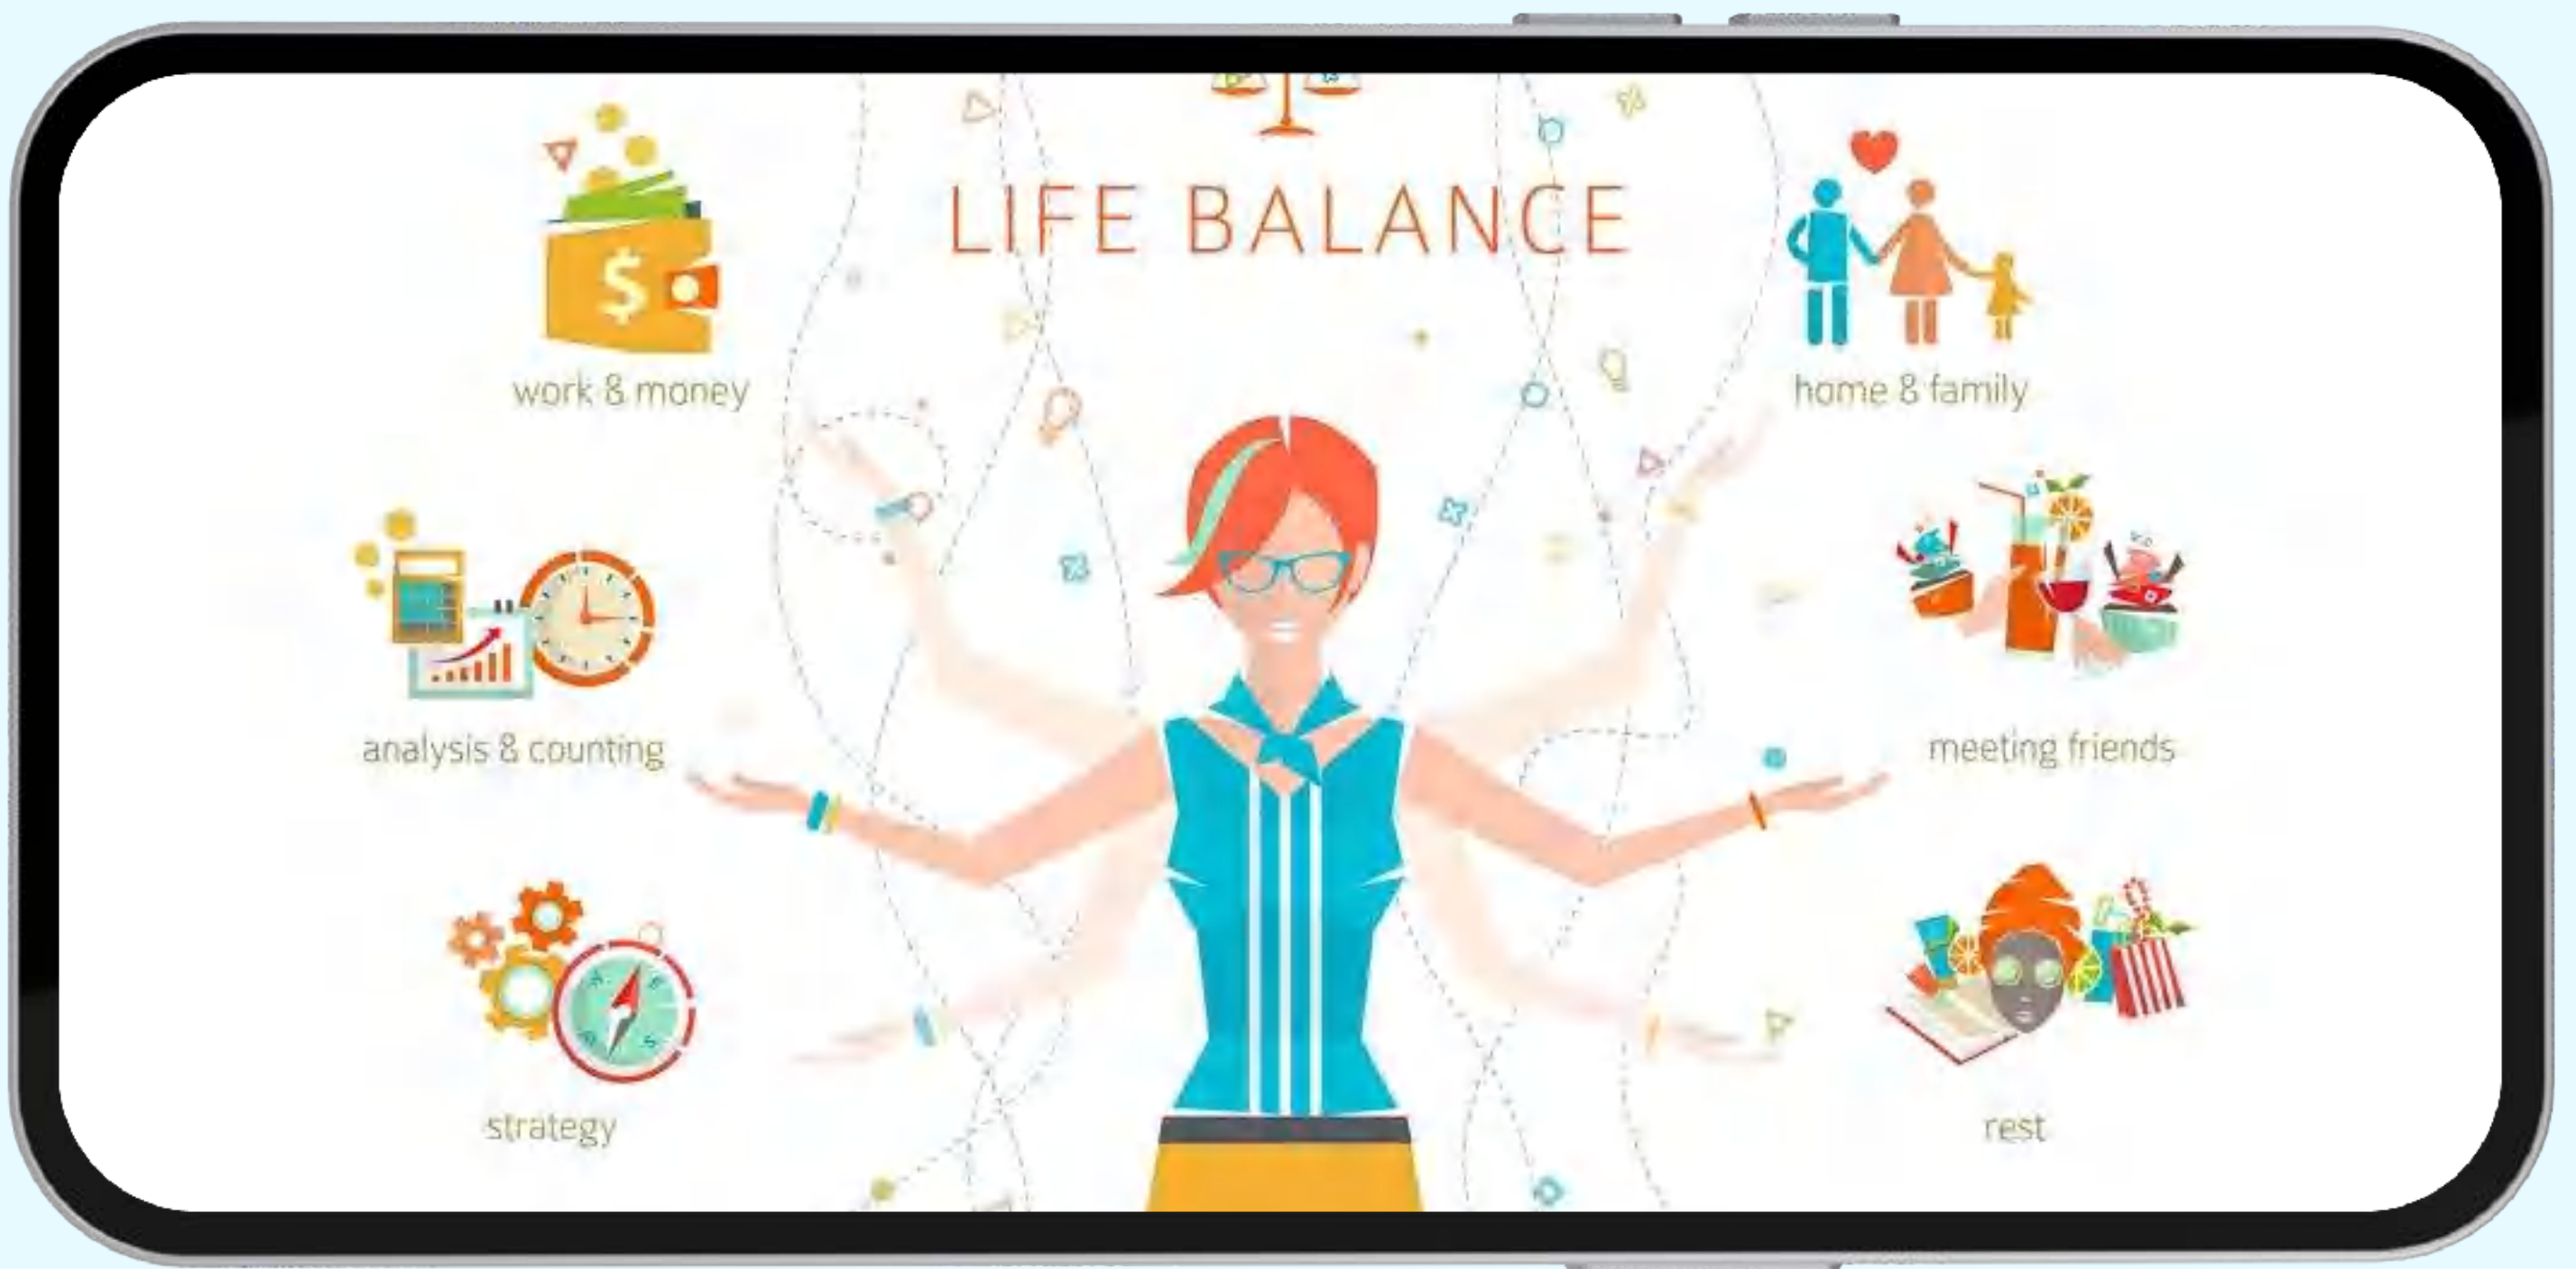 LIFE BALANCE
$
work & money
home & family
analysis & counting
meeting friends
strategy
rest